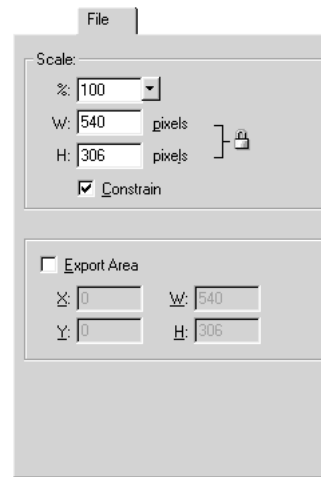 File
Scale:
%: 100
W: 540 pixels
H: 306 pixels
Constrain
Export Area
X: 0 W: 540
Y: 0 H: 306